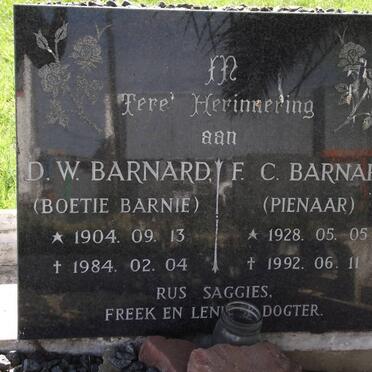 In
Tere' Herinnering
aan
D. W. BARNARD, F. C. BARNAR
(BOETIE BARNIE) (PIENAAR)
★ 1904. 09. 13 ★ 1928. 05. 05
† 1984. 02. 04 † 1992. 06. 11
RUS SAGGIES,
FREEK EN DOGTER.